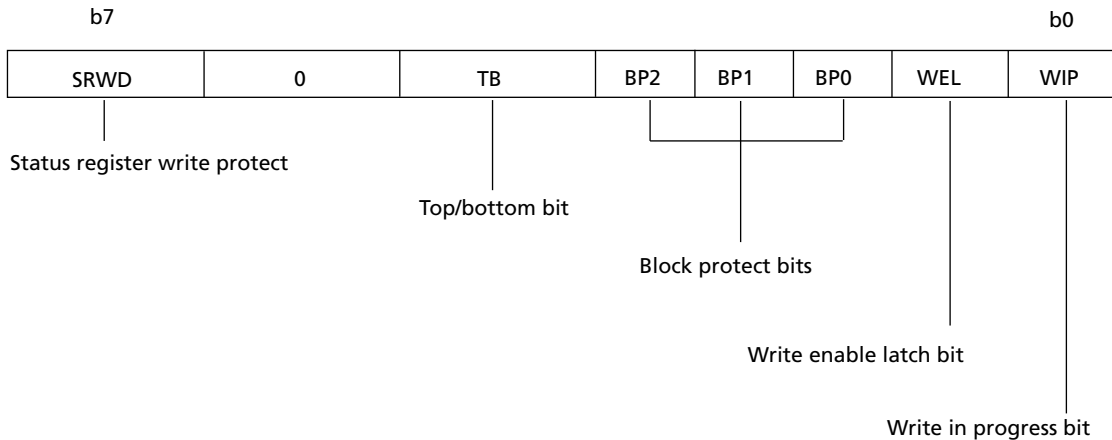 b7 b0
SRWD 0 TB BP2 BP1 BP0 WEL WIP
Status register write protect
Top/bottom bit
Block protect bits
Write enable latch bit
Write in progress bit